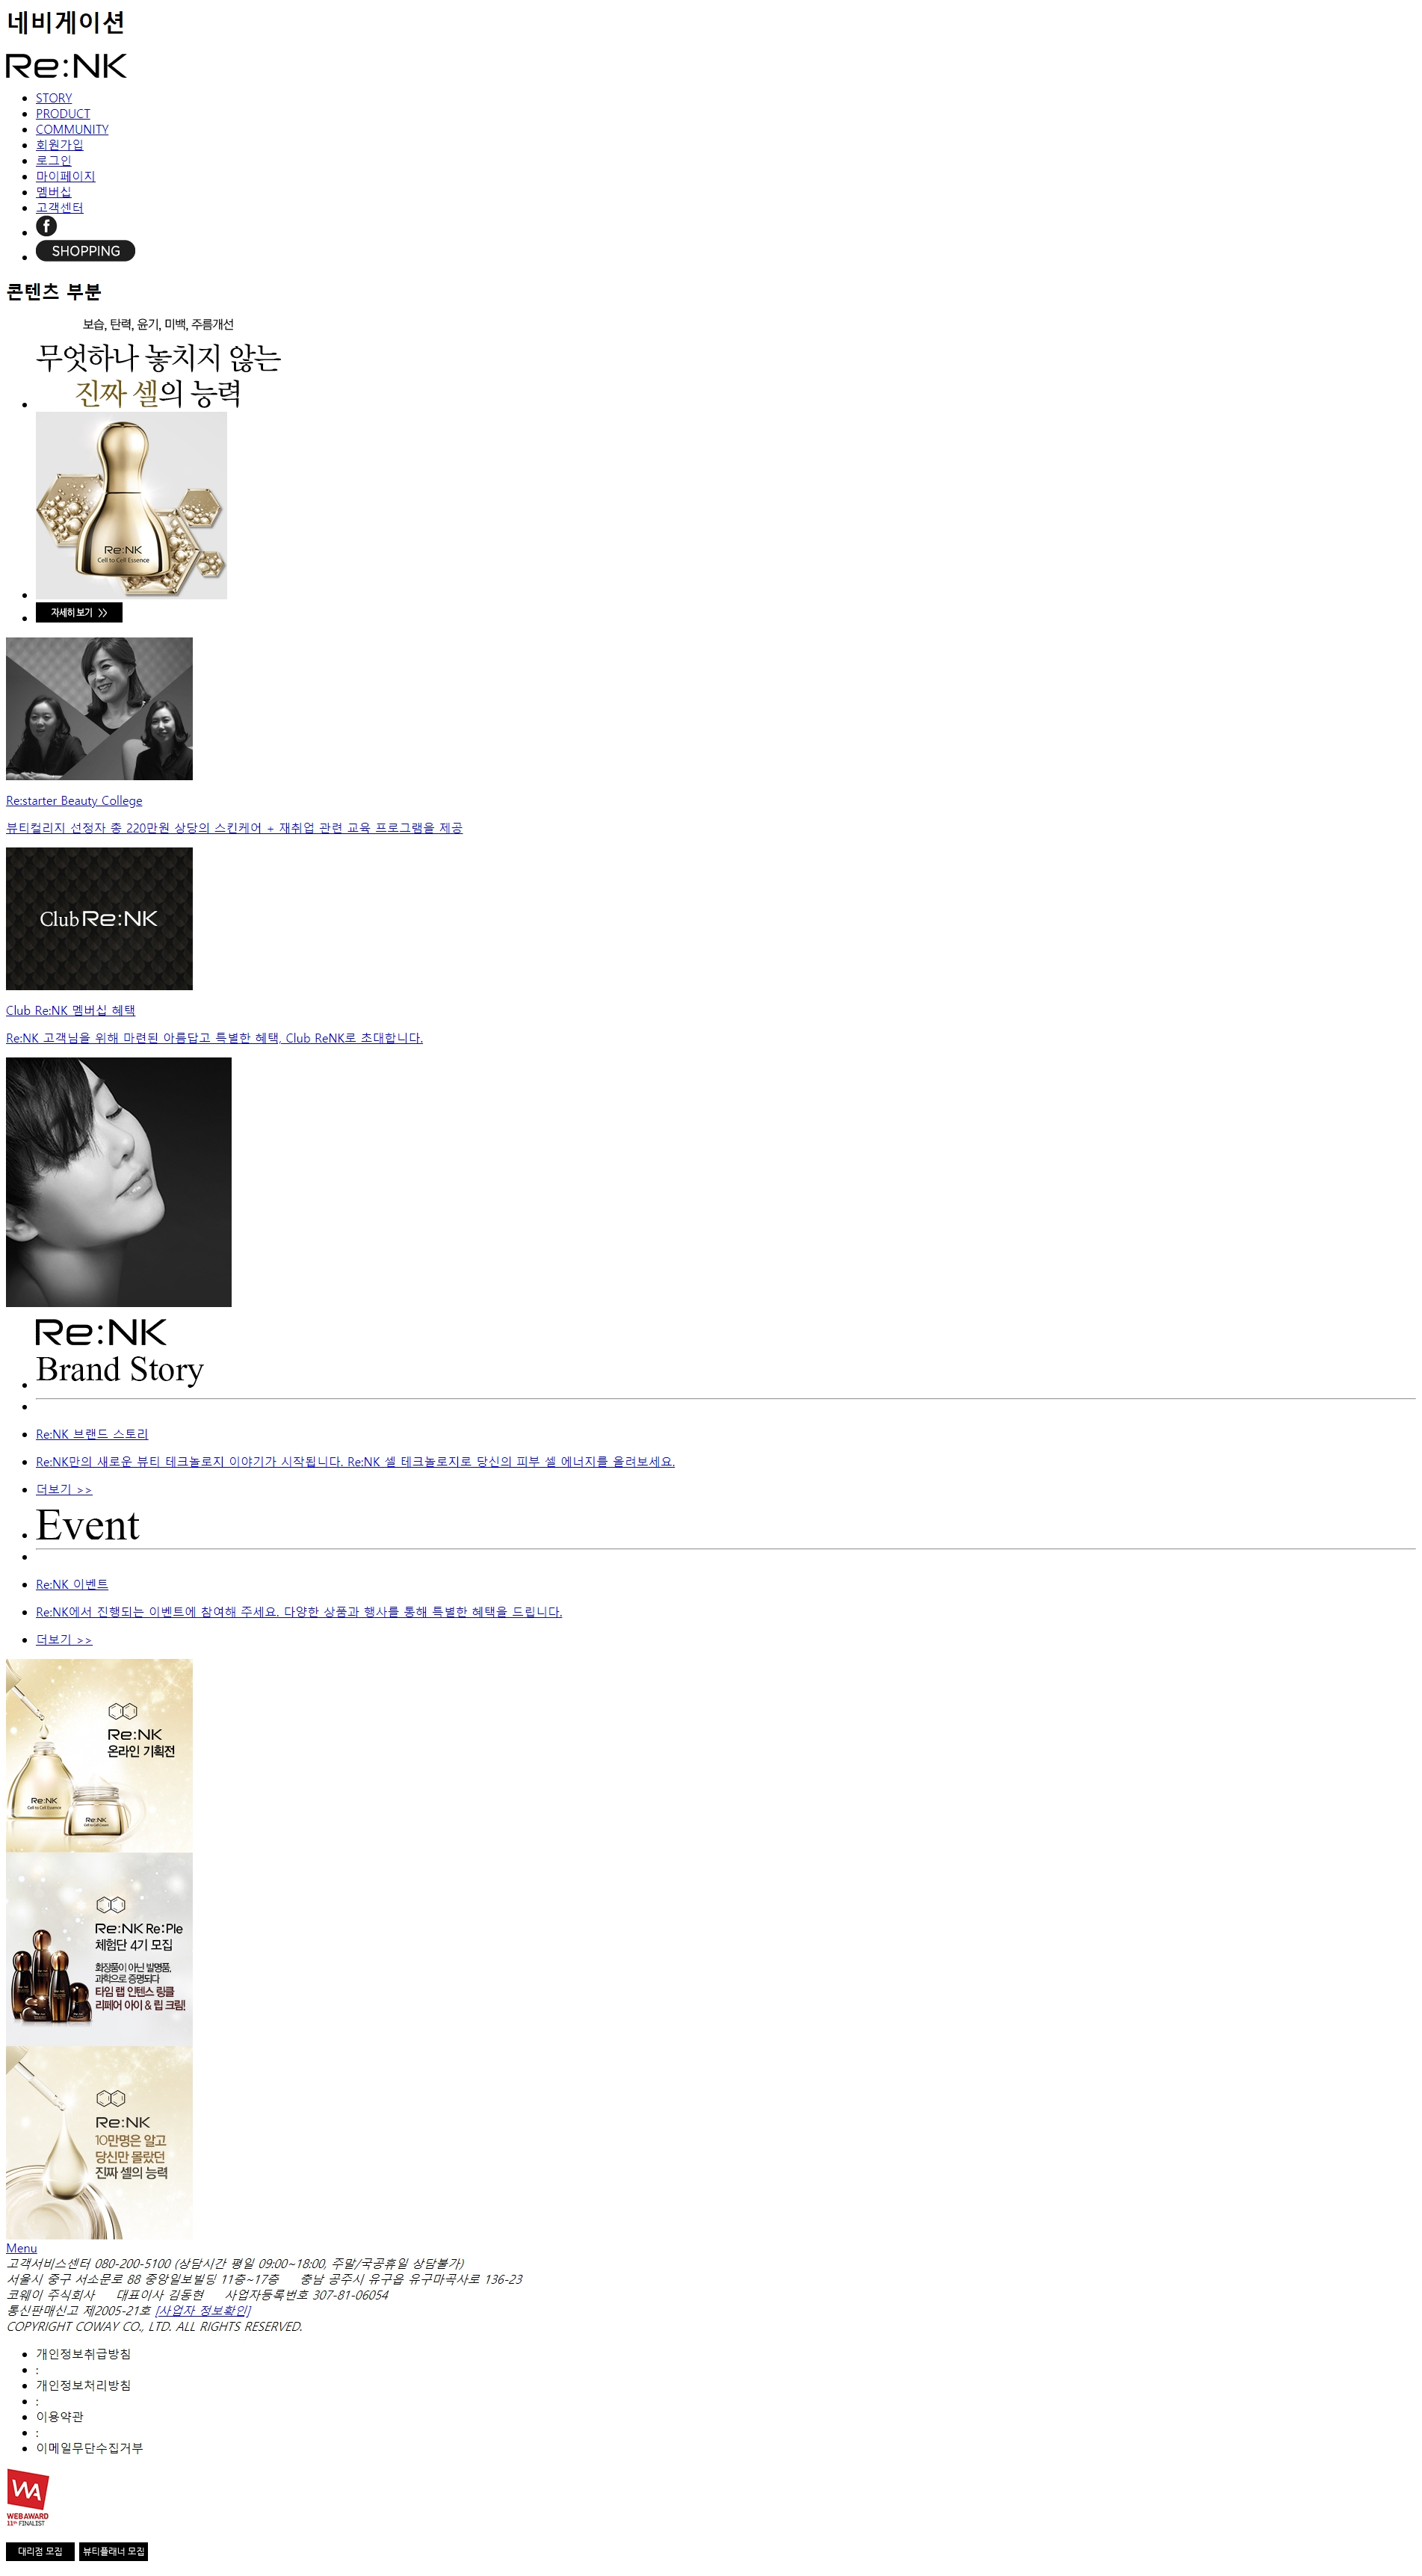 네비게이션
Re:NK
STORY
PRODUCT
COMMUNITY
회원가입
로그인
마이페이지
멤버십
고객센터
f
SHOPPING
콘텐츠 부분
보습, 탄력, 윤기, 미백, 주름개선
무엇하나 놓치지 않는
진짜 셀의 능력
Re:NK
Cell to Cell Essence
자세히 보기 >>
Re:starter Beauty College
뷰티컬리지 선정자 총 220만원 상당의 스킨케어 + 재취업 관련 교육 프로그램을 제공
Club Re:NK
Club Re:NK 멤버십 혜택
Re:NK 고객님을 위해 마련된 아름답고 특별한 혜택, Club ReNK로 초대합니다.
Re:NK
Brand Story
Re:NK 브랜드 스토리
Re:NK만의 새로운 뷰티 테크놀로지 이야기가 시작됩니다. Re:NK 셀 테크놀로지로 당신의 피부 셀 에너지를 올려보세요.
더보기 >>
Event
Re:NK 이벤트
Re:NK에서 진행되는 이벤트에 참여해 주세요. 다양한 상품과 행사를 통해 특별한 혜택을 드립니다.
더보기 >>
Re:NK
온라인 기획전
Re:NK
Cell to Cell Essence
Re:NK
Cell to Cell Cream
Re:NK Re:Ple
체험단 4기 모집
화장품이 아닌 발명품,
과학으로 증명되다
타임 랩 인텐스 링클
리페어 아이 & 립 크림!
Re:NK
10만명은 알고
당신만 몰랐던
진짜 셀의 능력
Menu
고객서비스센터 080-200-5100 (상담시간 평일 09:00~18:00, 주말/국공휴일 상담불가)
서울시 중구 서소문로 88 중앙일보빌딩 11층~17층 충남 공주시 유구읍 유구마곡사로 136-23
코웨이 주식회사 대표이사 김동현 사업자등록번호 307-81-06054
통신판매신고 제2005-21호 [사업자 정보확인]
COPYRIGHT COWAY CO., LTD. ALL RIGHTS RESERVED.
개인정보취급방침
:
개인정보처리방침
:
이용약관
:
이메일무단수집거부
WA
WEB AWARD
11th FINALIST
대리점 모집 뷰티플래너 모집